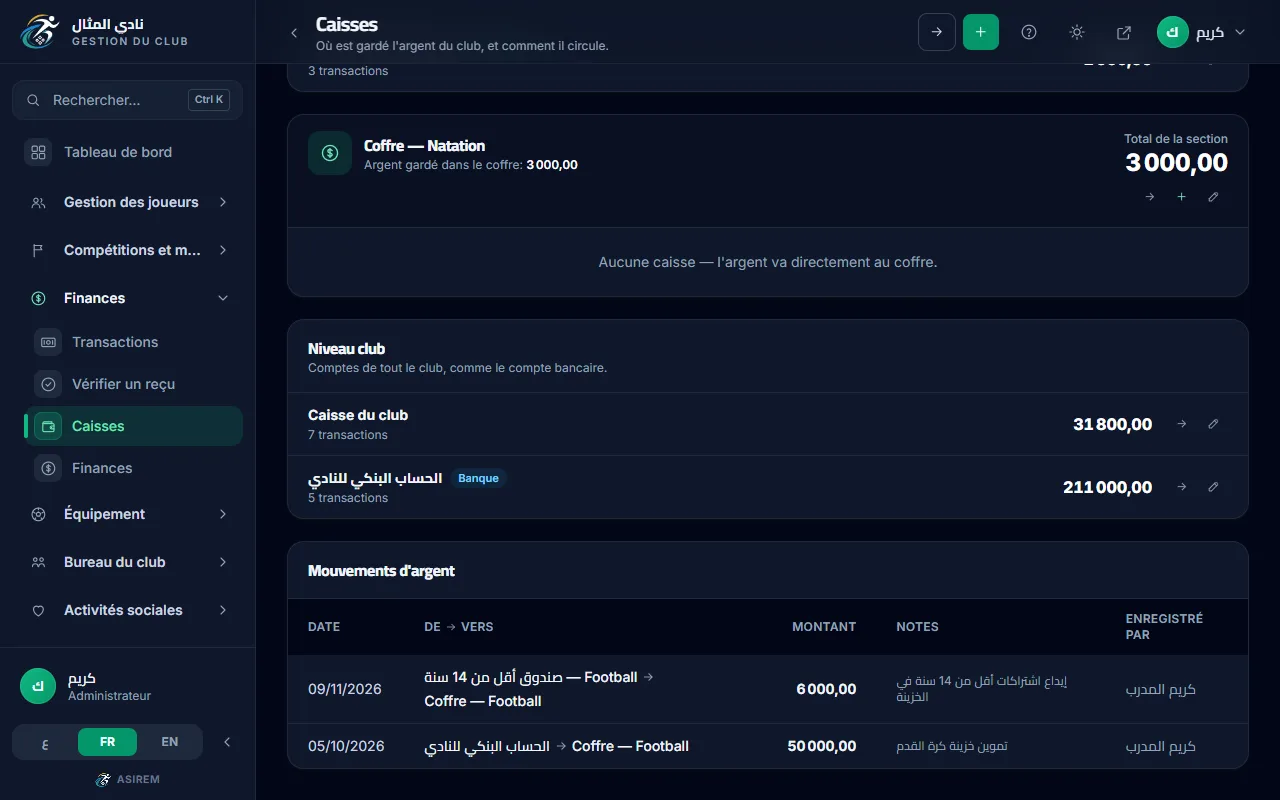 نادي المثال
GESTION DU CLUB
Rechercher...
Ctrl K
Tableau de bord
Gestion des joueurs
Compétitions et m...
Finances
Transactions
Vérifier un reçu
Caisses
Finances
Équipement
Bureau du club
Activités sociales
ك
كريم
Administrateur
ع
FR
EN
ASIREM
Caisses
Où est gardé l'argent du club, et comment il circule.
ك
كريم
3 transactions
Coffre — Natation
Argent gardé dans le coffre: 3 000,00
Total de la section
3 000,00
Aucune caisse — l'argent va directement au coffre.
Niveau club
Comptes de tout le club, comme le compte bancaire.
Caisse du club
7 transactions
31 800,00
الحساب البنكي للنادي Banque
5 transactions
211 000,00
Mouvements d'argent
DATE
DE → VERS
MONTANT
NOTES
ENREGISTRÉ
PAR
09/11/2026
صندوق أقل من 14 سنة — Football →
Coffre — Football
6 000,00
إيداع اشتراكات أقل من 14 سنة في
الخزينة
كريم المدرب
05/10/2026
الحساب البنكي للنادي → Coffre — Football
50 000,00
تموين خزينة كرة القدم
كريم المدرب